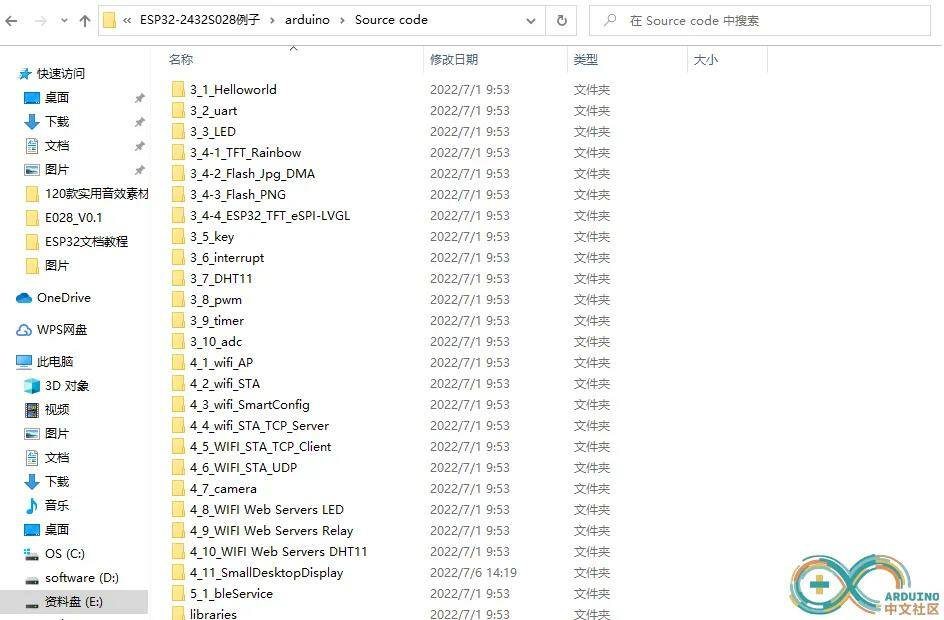 « ESP32-2432S028例子 › arduino › Source code
在 Source code 中搜索
名称 修改日期 类型 大小
快速访问
桌面
下载
文档
图片
120款实用音效素材
E028_V0.1
ESP32文档教程
图片
OneDrive
WPS网盘
此电脑
3D 对象
视频
图片
文档
下载
音乐
桌面
OS (C:)
software (D:)
资料盘 (E:)
3_1_Helloworld 2022/7/1 9:53 文件夹
3_2_uart 2022/7/1 9:53 文件夹
3_3_LED 2022/7/1 9:53 文件夹
3_4-1_TFT_Rainbow 2022/7/1 9:53 文件夹
3_4-2_Flash_Jpg_DMA 2022/7/1 9:53 文件夹
3_4-3_Flash_PNG 2022/7/1 9:53 文件夹
3_4-4_ESP32_TFT_eSPI-LVGL 2022/7/1 9:53 文件夹
3_5_key 2022/7/1 9:53 文件夹
3_6_interrupt 2022/7/1 9:53 文件夹
3_7_DHT11 2022/7/1 9:53 文件夹
3_8_pwm 2022/7/1 9:53 文件夹
3_9_timer 2022/7/1 9:53 文件夹
3_10_adc 2022/7/1 9:53 文件夹
4_1_wifi_AP 2022/7/1 9:53 文件夹
4_2_wifi_STA 2022/7/1 9:53 文件夹
4_3_wifi_SmartConfig 2022/7/1 9:53 文件夹
4_4_wifi_STA_TCP_Server 2022/7/1 9:53 文件夹
4_5_WIFI_STA_TCP_Client 2022/7/1 9:53 文件夹
4_6_WIFI_STA_UDP 2022/7/1 9:53 文件夹
4_7_camera 2022/7/1 9:53 文件夹
4_8_WIFI Web Servers LED 2022/7/1 9:53 文件夹
4_9_WIFI Web Servers Relay 2022/7/1 9:53 文件夹
4_10_WIFI Web Servers DHT11 2022/7/1 9:53 文件夹
4_11_SmallDesktopDisplay 2022/7/6 14:19 文件夹
5_1_bleService 2022/7/1 9:53 文件夹
libraries 2022/7/1 9:53 文件夹
ARDUINO
中文社区